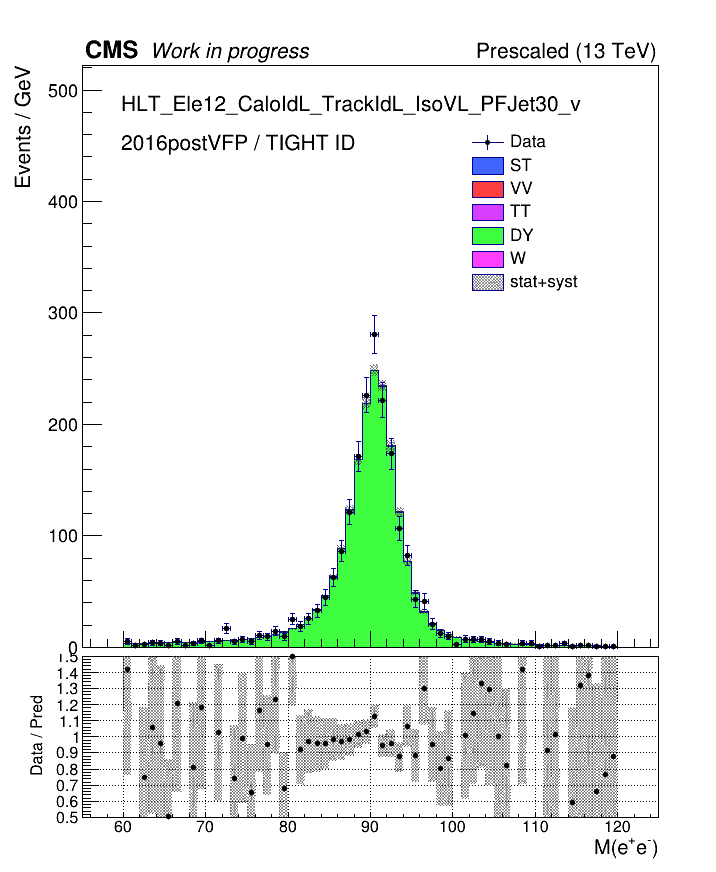 CMS Work in progress Prescaled (13 TeV)
Events / GeV
500
400
300
200
100
0
HLT_Ele12_CaloIdL_TrackIdL_IsoVL_PFJet30_v
2016postVFP / TIGHT ID
Data
ST
VV
TT
DY
W
stat+syst
Data / Pred
1.5
1.4
1.3
1.2
1.1
1
0.9
0.8
0.7
0.6
0.5
60 70 80 90 100 110 120
M(e⁺e⁻)